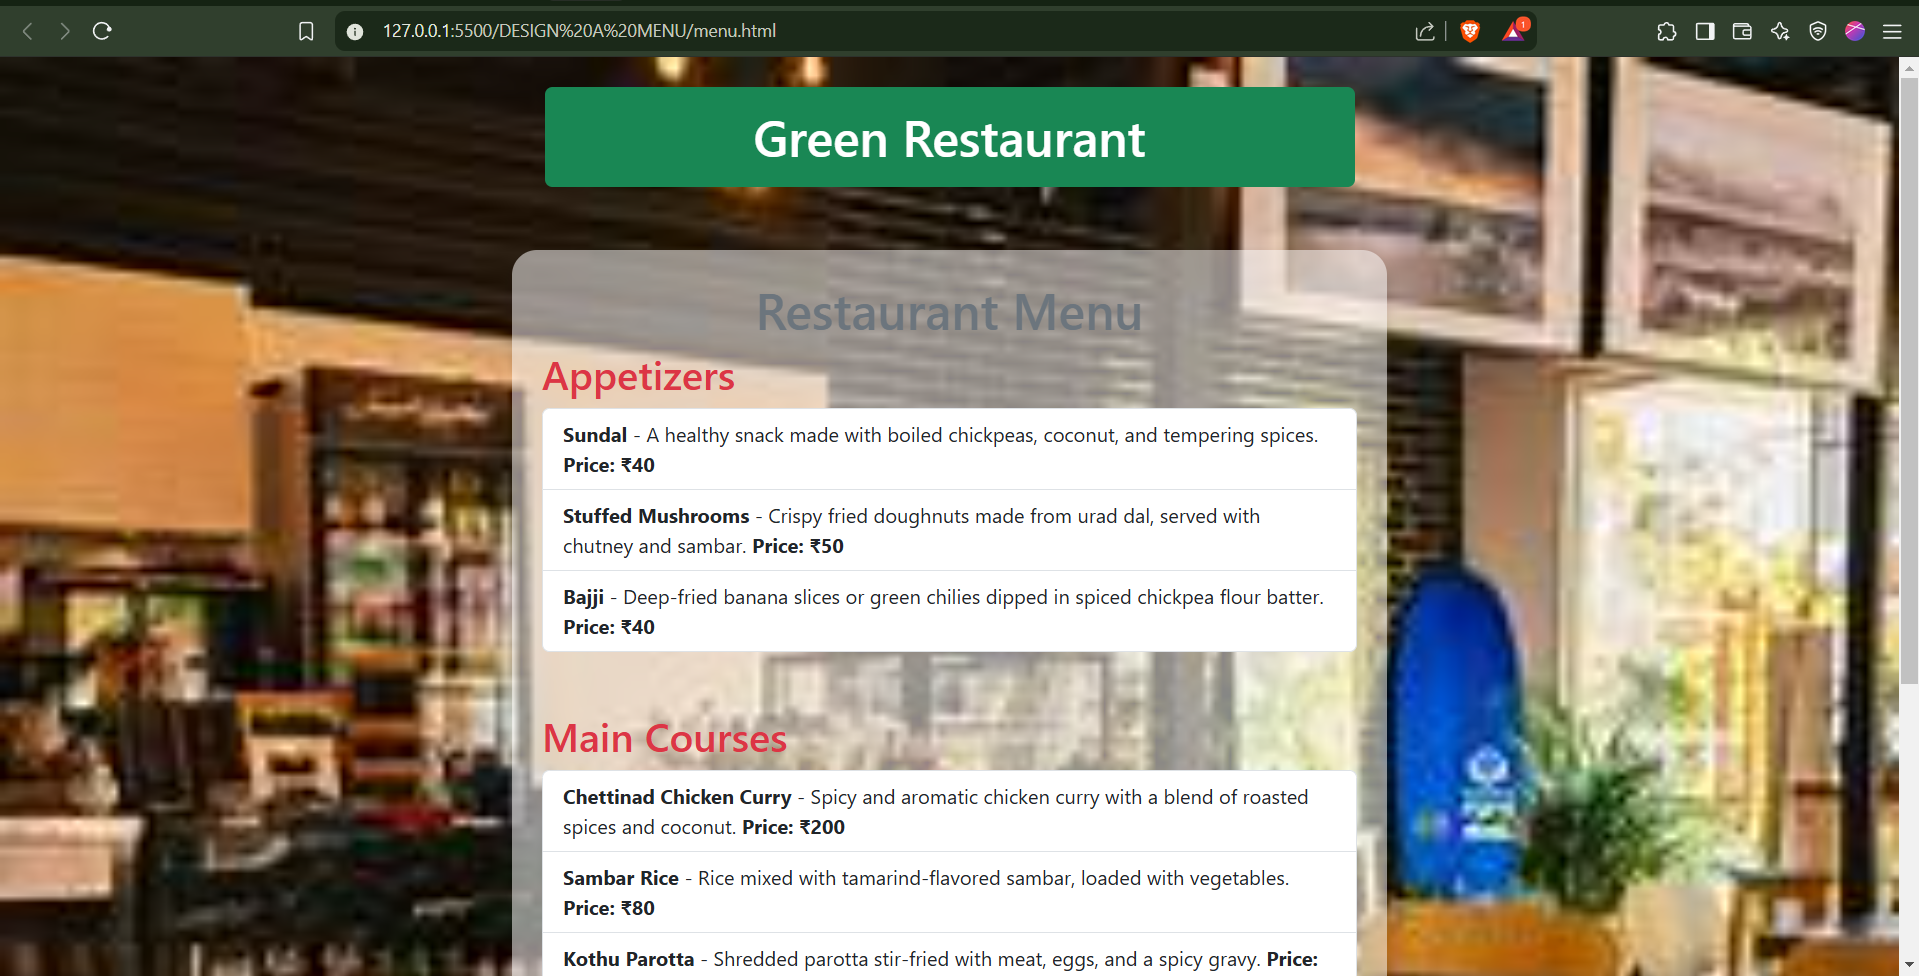 127.0.0.1:5500/DESIGN%20A%20MENU/menu.html
1
Green Restaurant
Restaurant Menu
Appetizers
Sundal - A healthy snack made with boiled chickpeas, coconut, and tempering spices.
Price: ₹40
Stuffed Mushrooms - Crispy fried doughnuts made from urad dal, served with
chutney and sambar. Price: ₹50
Bajji - Deep-fried banana slices or green chilies dipped in spiced chickpea flour batter.
Price: ₹40
Main Courses
Chettinad Chicken Curry - Spicy and aromatic chicken curry with a blend of roasted
spices and coconut. Price: ₹200
Sambar Rice - Rice mixed with tamarind-flavored sambar, loaded with vegetables.
Price: ₹80
Kothu Parotta - Shredded parotta stir-fried with meat, eggs, and a spicy gravy. Price: